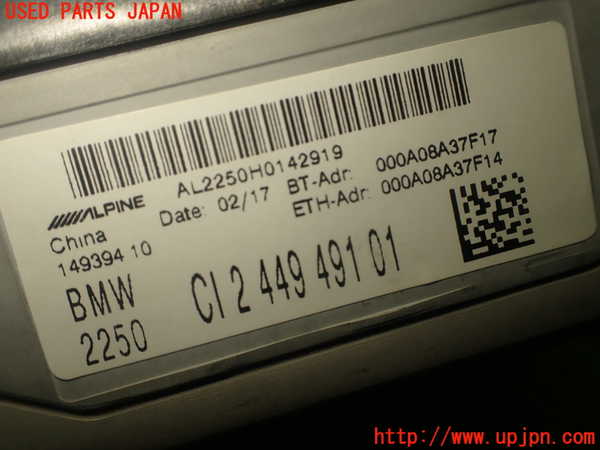 USED PARTS JAPAN
AL2250H0142919
ALPINE
Date: 02/17
BT-Adr: 000A08A37F17
ETH-Adr: 000A08A37F14
China
149394 10
BMW
CI 2 449 491 01
2250
http://www.upjpn.com/